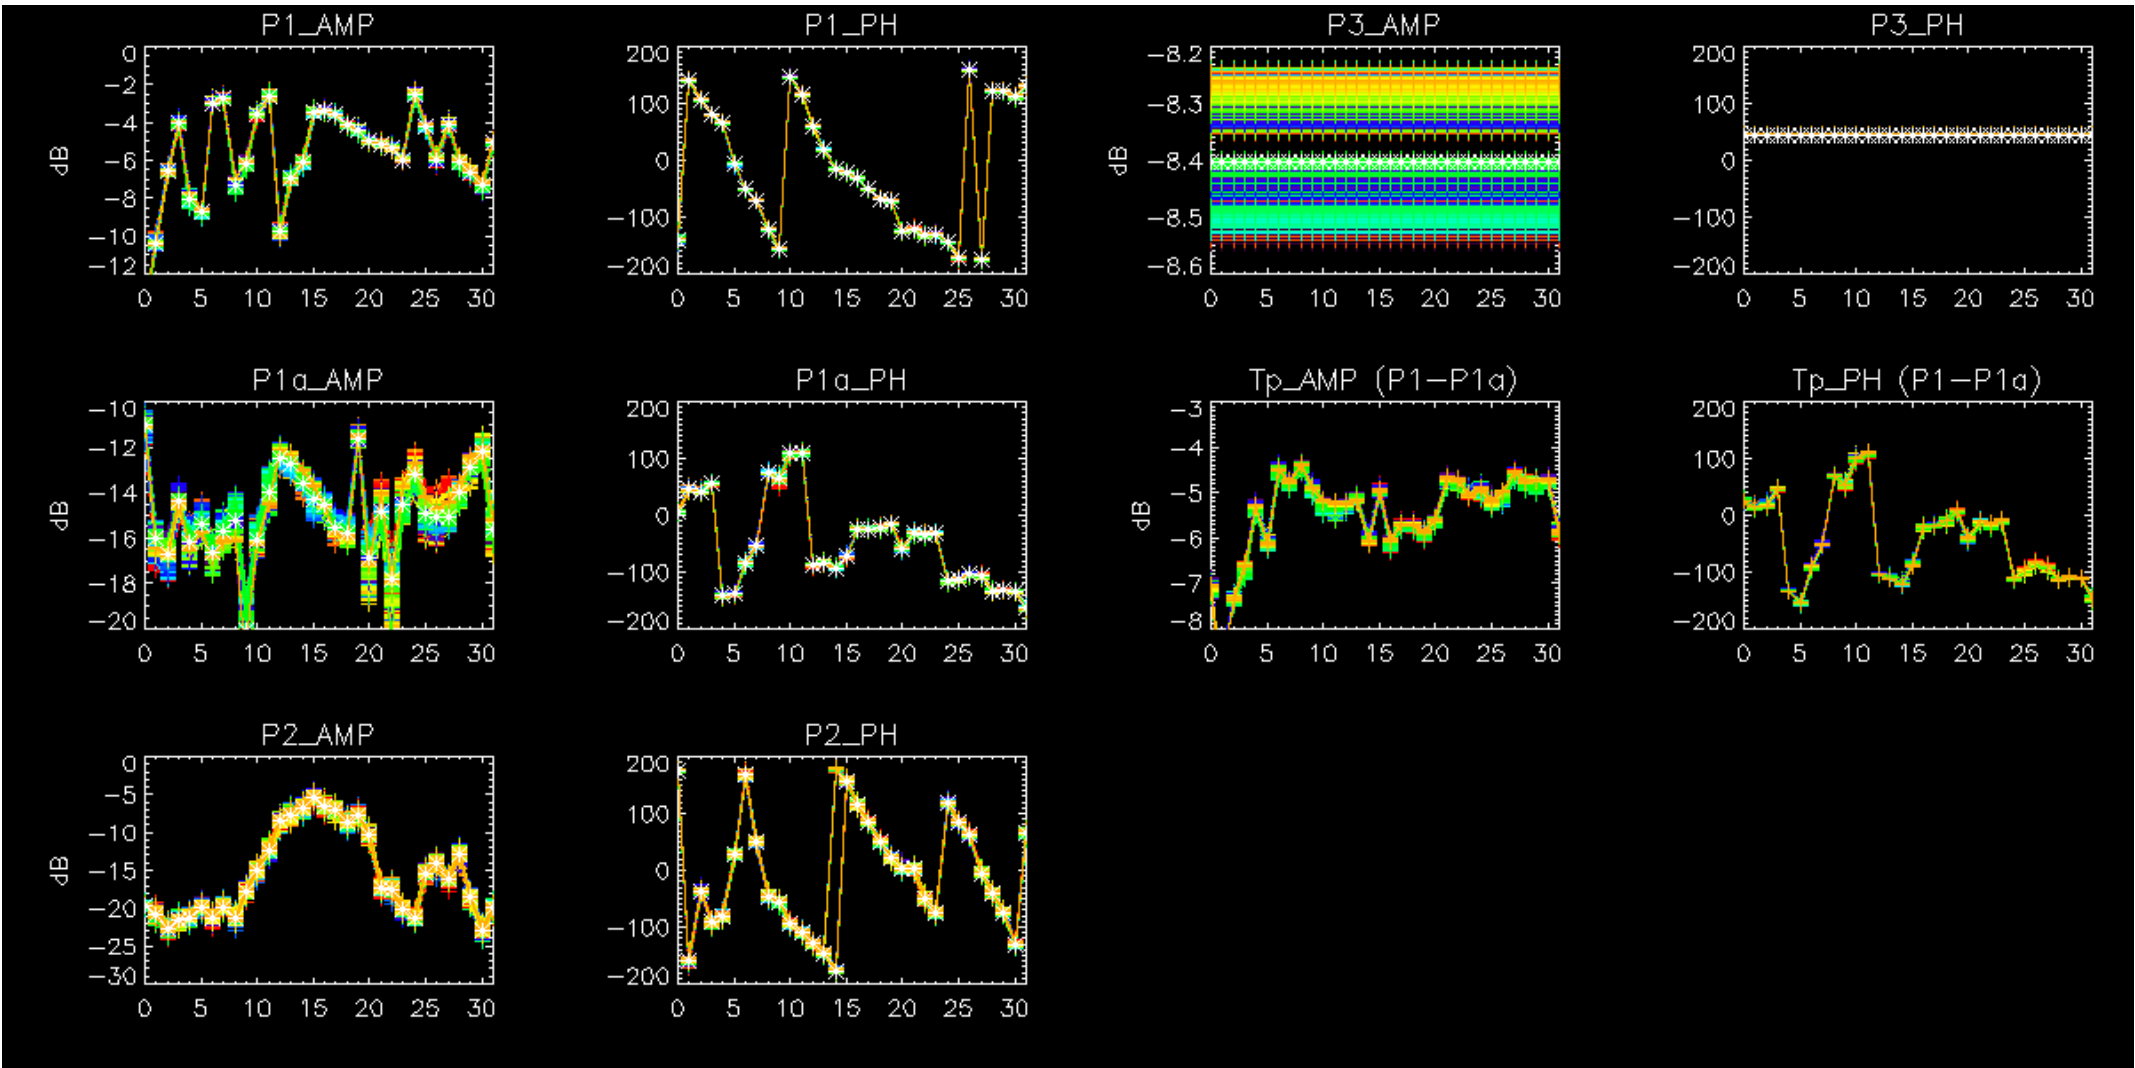 P1_AMP
dB
0
−2
−4
−6
−8
−10
−12
0 5 10 15 20 25 30
P1_PH
200
100
0
−100
−200
0 5 10 15 20 25 30
P3_AMP
dB
−8.2
−8.3
−8.4
−8.5
−8.6
0 5 10 15 20 25 30
P3_PH
200
100
0
−100
−200
0 5 10 15 20 25 30
P1a_AMP
dB
−10
−12
−14
−16
−18
−20
0 5 10 15 20 25 30
P1a_PH
200
100
0
−100
−200
0 5 10 15 20 25 30
Tp_AMP (P1−P1a)
dB
−3
−4
−5
−6
−7
−8
0 5 10 15 20 25 30
Tp_PH (P1−P1a)
200
100
0
−100
−200
0 5 10 15 20 25 30
P2_AMP
dB
0
−5
−10
−15
−20
−25
−30
0 5 10 15 20 25 30
P2_PH
200
100
0
−100
−200
0 5 10 15 20 25 30